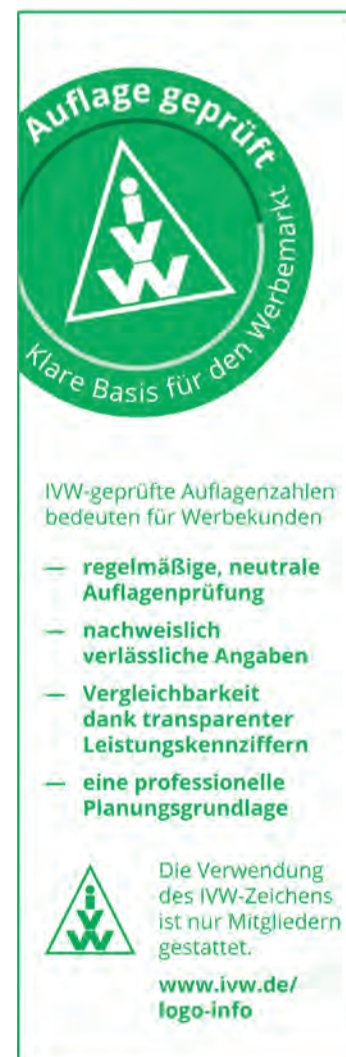 Auflage geprüft
iVW
Klare Basis für den Werbemarkt
IVW-geprüfte Auflagenzahlen
bedeuten für Werbekunden
— regelmäßige, neutrale
Auflagenprüfung
— nachweislich
verlässliche Angaben
— Vergleichbarkeit
dank transparenter
Leistungskennziffern
— eine professionelle
Planungsgrundlage
iVW
Die Verwendung
des IVW-Zeichens
ist nur Mitgliedern
gestattet.
www.ivw.de/
logo-info